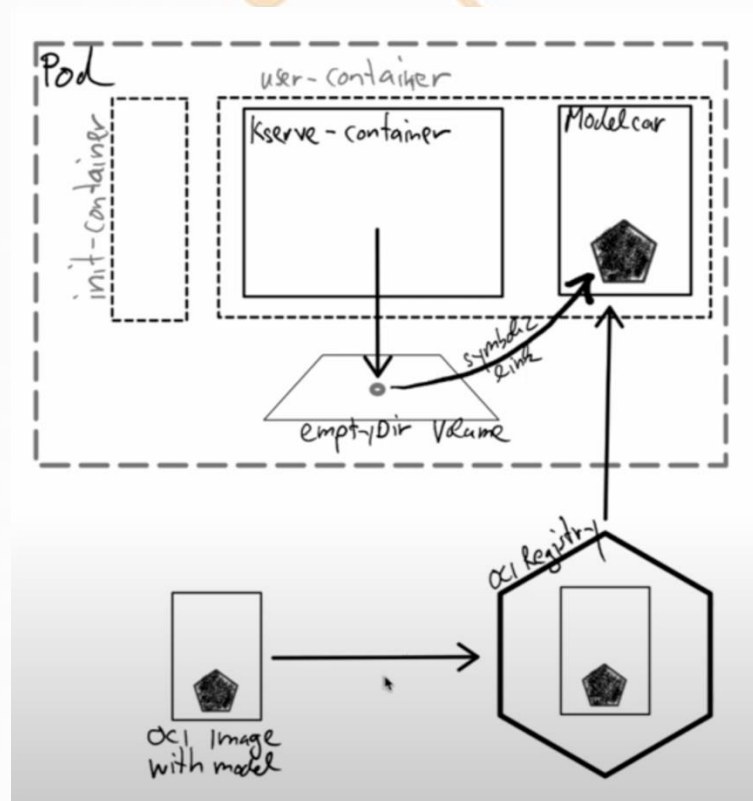 Pod
user-container
init-container
Kserve-container
Modelcar
symbolic
link
emptyDir Volume
OCI Registry
OCI Image
with model